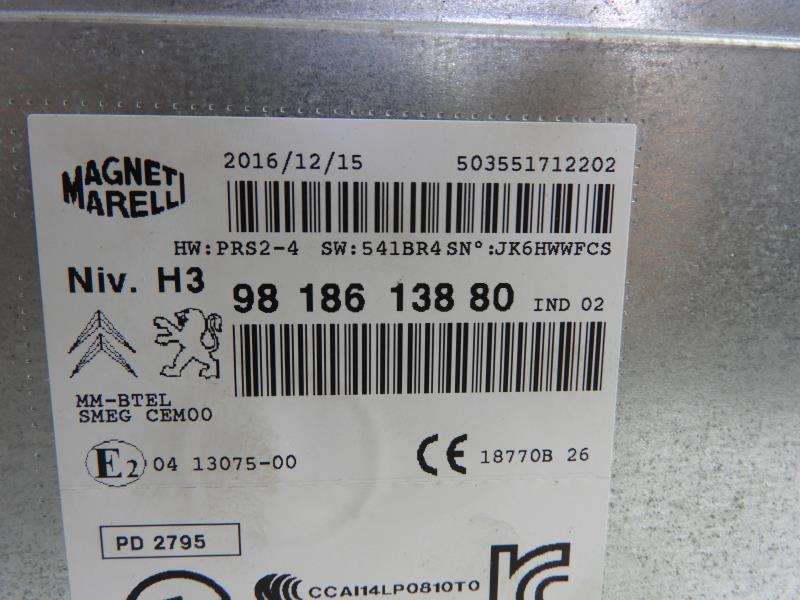 MAGNETI
MARELLI
2016/12/15 503551712202
HW:PRS2-4 SW:541BR4 SN°:JK6HWWFCS
Niv. H3 98 186 138 80 IND 02
MM-BTEL
SMEG CEM00
E2 04 13075-00 CE 18770B 26
PD 2795
CCAI14LP0810T0